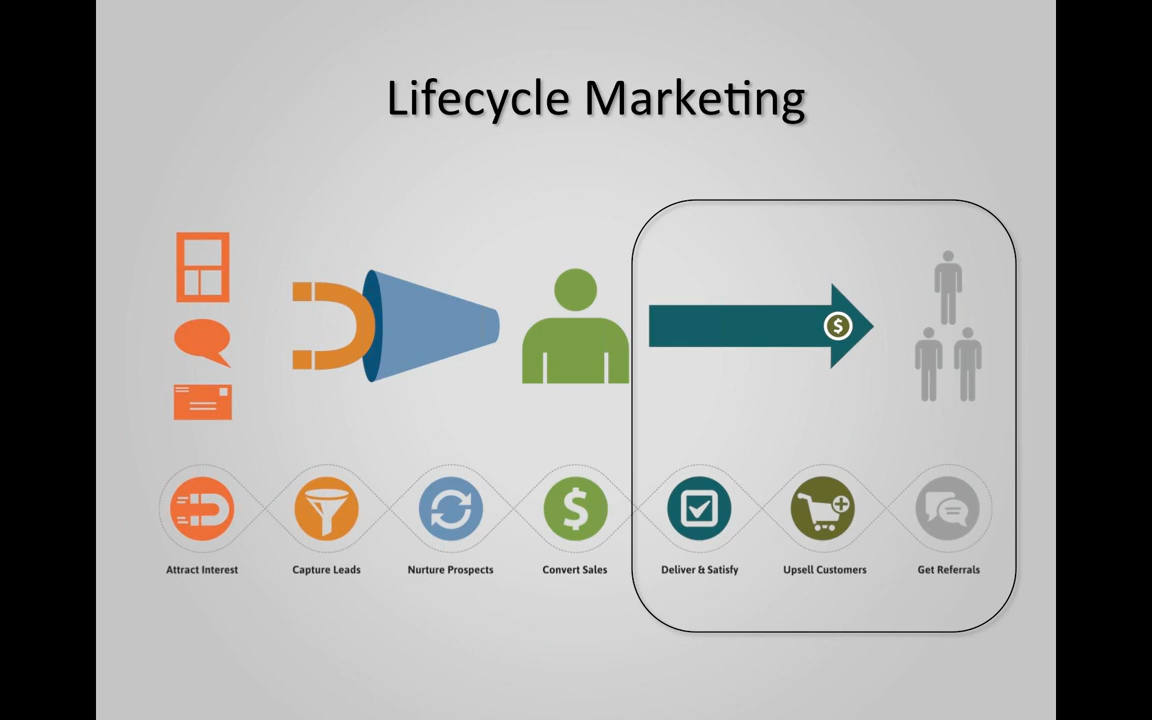 Lifecycle Marketing
$
$
Attract Interest
Capture Leads
Nurture Prospects
Convert Sales
Deliver & Satisfy
Upsell Customers
Get Referrals